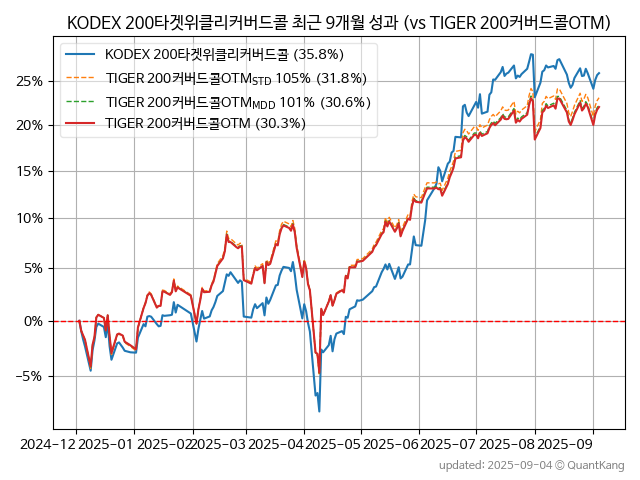 KODEX 200타겟위클리커버드콜 최근 9개월 성과 (vs TIGER 200커버드콜OTM)
KODEX 200타겟위클리커버드콜 (35.8%)
TIGER 200커버드콜OTMSTD 105% (31.8%)
TIGER 200커버드콜OTMMDD 101% (30.6%)
TIGER 200커버드콜OTM (30.3%)
25%
20%
15%
10%
5%
0%
−5%
2024-12 2025-01 2025-02 2025-03 2025-04 2025-05 2025-06 2025-07 2025-08 2025-09
updated: 2025-09-04 © QuantKang